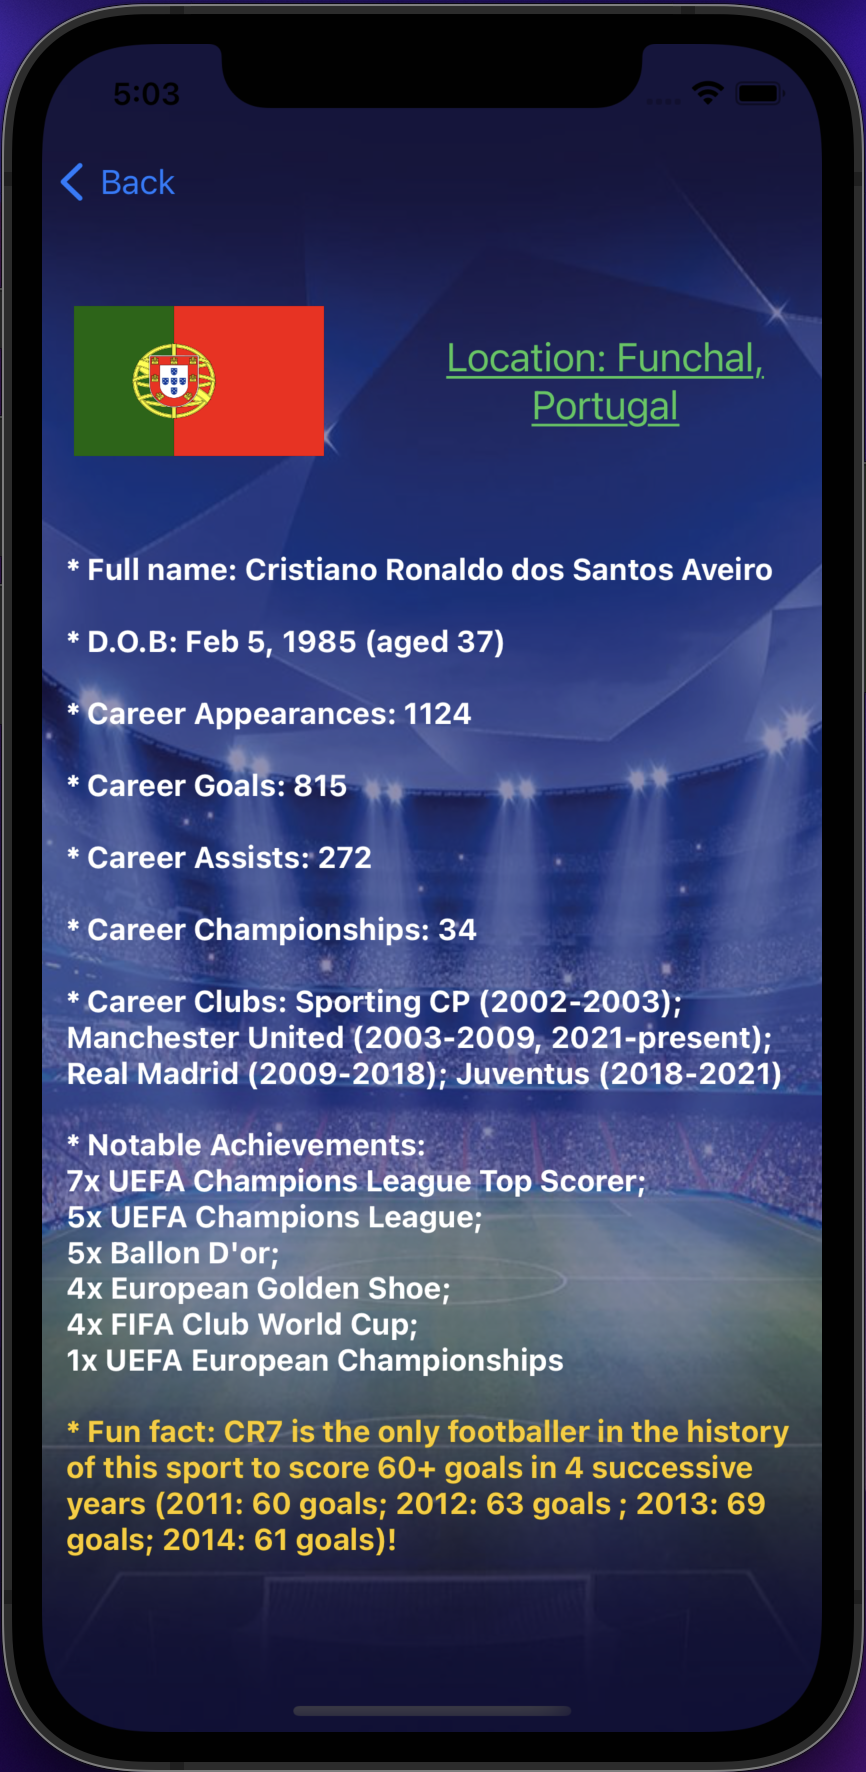 5:03
Back
Location: Funchal,
Portugal
* Full name: Cristiano Ronaldo dos Santos Aveiro
* D.O.B: Feb 5, 1985 (aged 37)
* Career Appearances: 1124
* Career Goals: 815
* Career Assists: 272
* Career Championships: 34
* Career Clubs: Sporting CP (2002-2003);
Manchester United (2003-2009, 2021-present);
Real Madrid (2009-2018); Juventus (2018-2021)
* Notable Achievements:
7x UEFA Champions League Top Scorer;
5x UEFA Champions League;
5x Ballon D'or;
4x European Golden Shoe;
4x FIFA Club World Cup;
1x UEFA European Championships
* Fun fact: CR7 is the only footballer in the history
of this sport to score 60+ goals in 4 successive
years (2011: 60 goals; 2012: 63 goals ; 2013: 69
goals; 2014: 61 goals)!